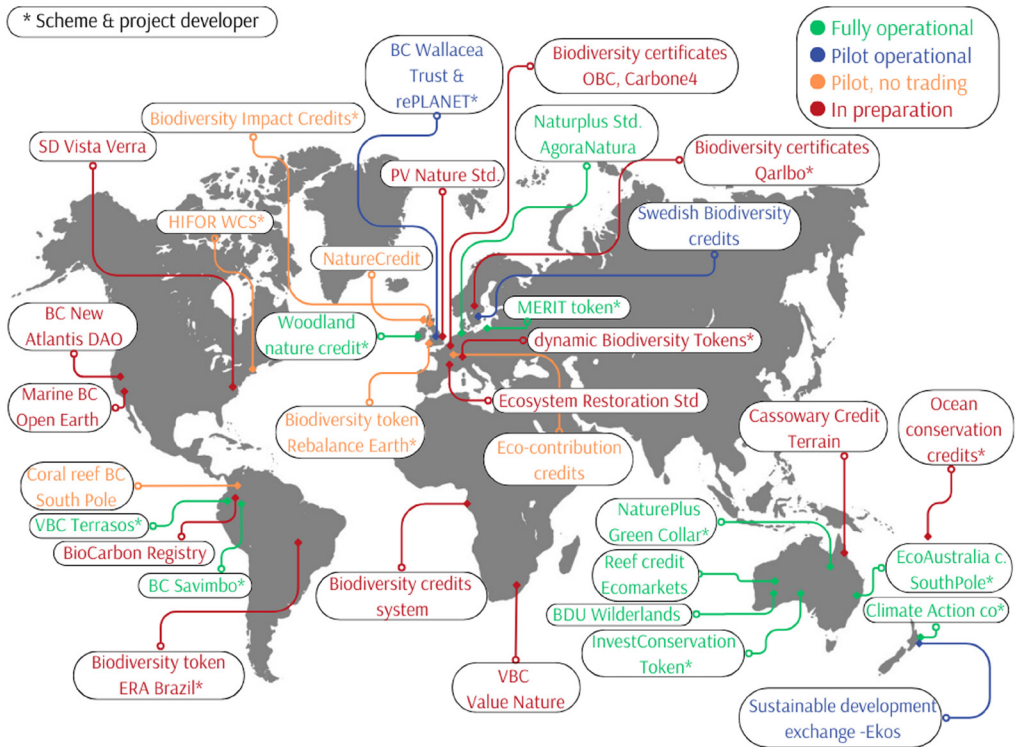 * Scheme & project developer
Fully operational
Pilot operational
Pilot, no trading
In preparation
BC Wallacea
Trust &
rePLANET*
Biodiversity certificates
OBC, Carbone4
Biodiversity Impact Credits*
Naturplus Std.
AgoraNatura
SD Vista Verra
PV Nature Std.
Biodiversity certificates
Qarlbo*
HIFOR WCS*
Swedish Biodiversity
credits
NatureCredit
MERIT token*
BC New
Atlantis DAO
Woodland
nature credit*
dynamic Biodiversity Tokens*
Marine BC
Open Earth
Ecosystem Restoration Std
Biodiversity token
Rebalance Earth*
Cassowary Credit
Terrain
Ocean
conservation
credits*
Eco-contribution
credits
Coral reef BC
South Pole
VBC Terrasos*
BioCarbon Registry
BC Savimbo*
NaturePlus
Green Collar*
Reef credit
Ecomarkets
EcoAustralia c.
SouthPole*
Biodiversity credits
system
BDU Wilderlands
Climate Action co*
InvestConservation
Token*
Biodiversity token
ERA Brazil*
VBC
Value Nature
Sustainable development
exchange -Ekos